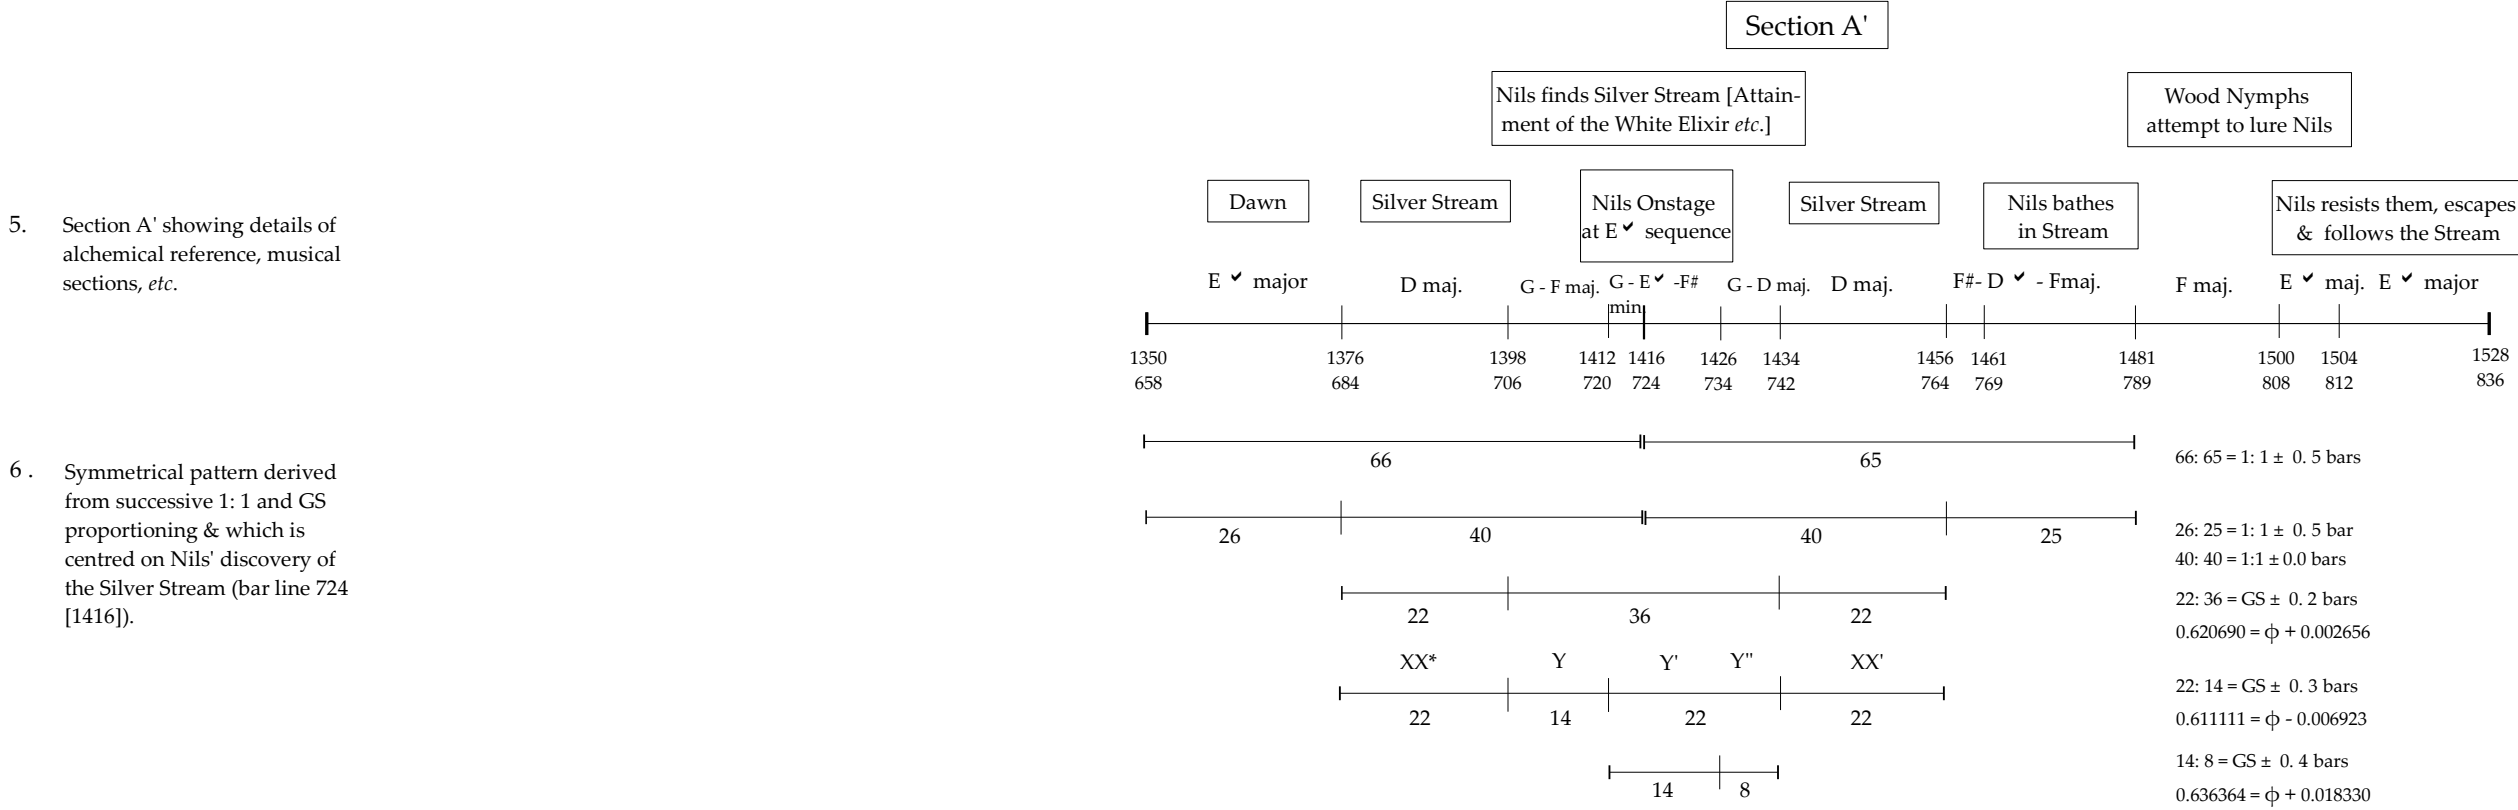 Section A'
Nils finds Silver Stream [Attain-
ment of the White Elixir etc.]
Wood Nymphs
attempt to lure Nils
Dawn
Silver Stream
Nils Onstage
at E ✔ sequence
Silver Stream
Nils bathes
in Stream
Nils resists them, escapes
& follows the Stream
5. Section A' showing details of
alchemical reference, musical
sections, etc.
E ✔ major D maj. G - F maj. G - E ✔ -F# G - D maj. D maj. F#- D ✔ - Fmaj. F maj. E ✔ maj. E ✔ major
min.
1350 1376 1398 1412 1416 1426 1434 1456 1461 1481 1500 1504 1528
658 684 706 720 724 734 742 764 769 789 808 812 836
6 . Symmetrical pattern derived
from successive 1: 1 and GS
proportioning & which is
centred on Nils' discovery of
the Silver Stream (bar line 724
[1416]).
66 65 66: 65 = 1: 1 ± 0. 5 bars
26 40 40 25 26: 25 = 1: 1 ± 0. 5 bar
40: 40 = 1:1 ± 0.0 bars
22 36 22 22: 36 = GS ± 0. 2 bars
0.620690 = ϕ + 0.002656
XX* Y Y' Y" XX'
22 14 22 22 22: 14 = GS ± 0. 3 bars
0.611111 = ϕ - 0.006923
14 8 14: 8 = GS ± 0. 4 bars
0.636364 = ϕ + 0.018330